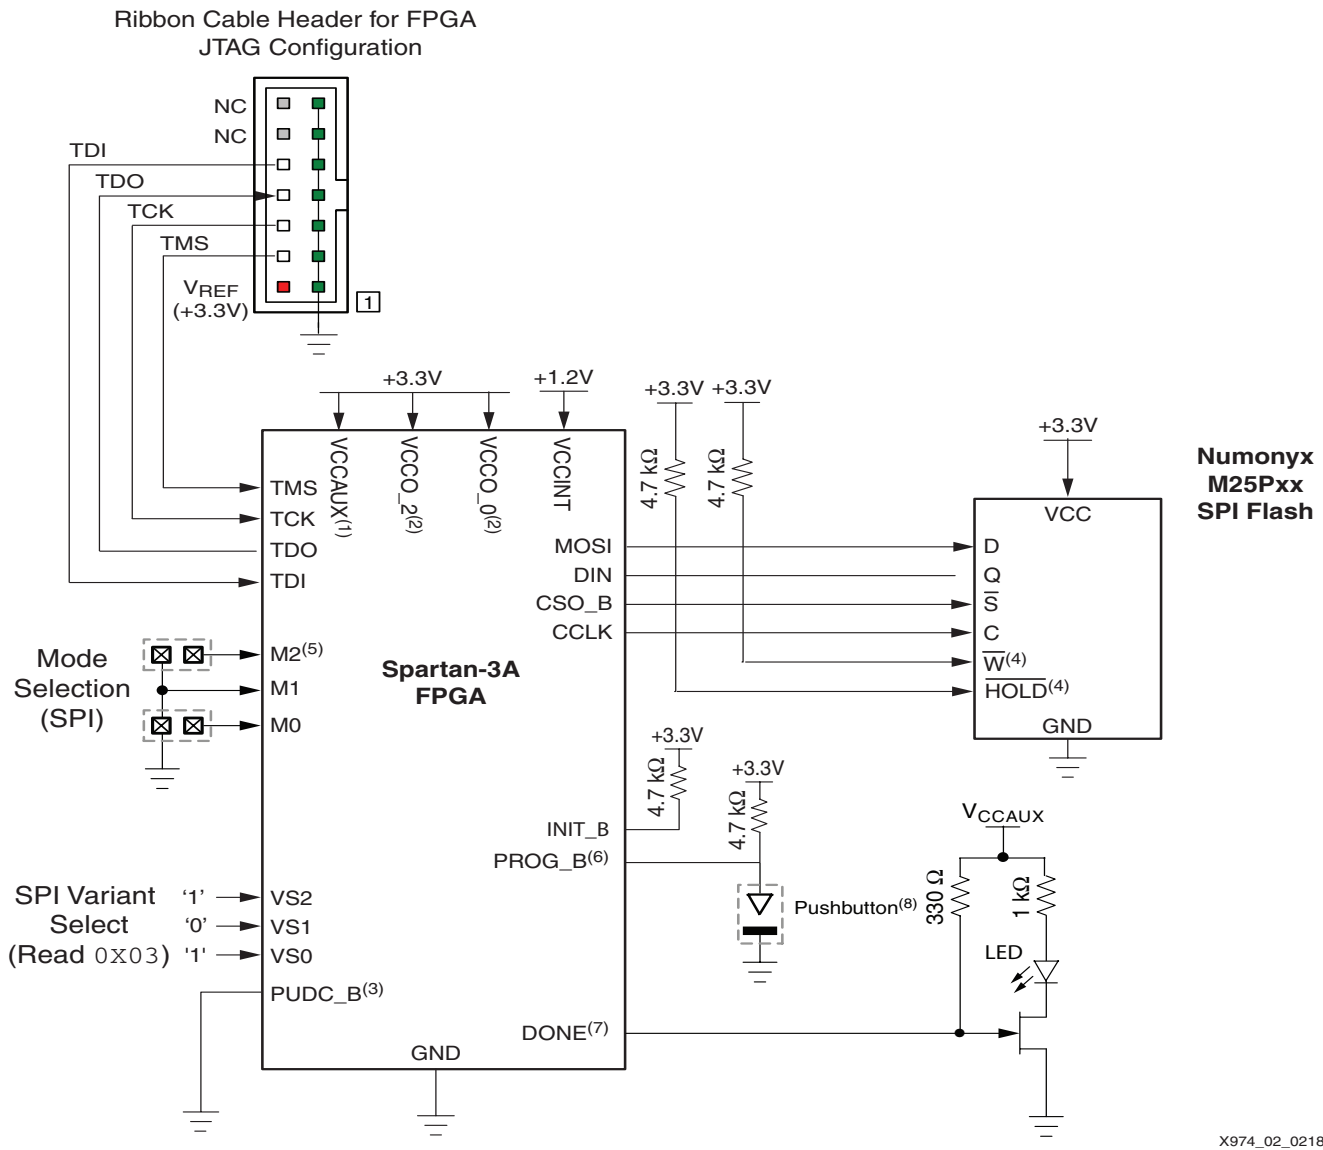 Ribbon Cable Header for FPGA
JTAG Configuration
NC
NC
TDI
TDO
TCK
TMS
VREF
(+3.3V)
1
+3.3V
+1.2V
+3.3V
+3.3V
+3.3V
VCCAUX(1)
VCCO_2(2)
VCCO_0(2)
VCCINT
4.7 kΩ
4.7 kΩ
Numonyx
M25Pxx
SPI Flash
VCC
TMS
TCK
TDO
TDI
MOSI
DIN
CSO_B
CCLK
D
Q
S̅
C
W̅(4)
H̅O̅L̅D̅(4)
GND
Mode
Selection
(SPI)
M2(5)
M1
M0
Spartan-3A
FPGA
+3.3V
4.7 kΩ
+3.3V
4.7 kΩ
INIT_B
PROG_B(6)
Pushbutton(8)
VCCAUX
330 Ω
1 kΩ
LED
SPI Variant
Select
(Read 0X03)
'1'
'0'
'1'
VS2
VS1
VS0
PUDC_B(3)
DONE(7)
GND
X974_02_0218